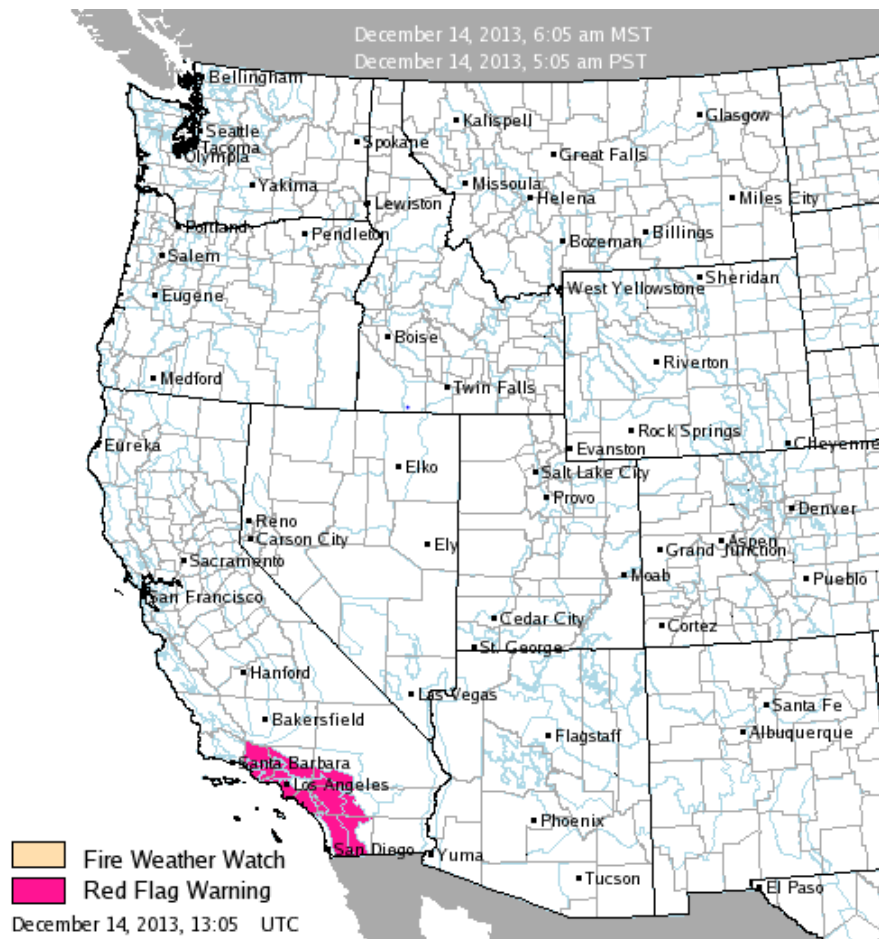 December 14, 2013, 6:05 am MST
December 14, 2013, 5:05 am PST
Bellingham
Seattle
Tacoma
Olympia
Spokane
Yakima
Lewiston
Kalispell
Glasgow
Great Falls
Missoula
Helena
Miles City
Portland
Pendleton
Salem
Bozeman
Billings
Eugene
West Yellowstone
Sheridan
Boise
Riverton
Medford
Twin Falls
Eureka
Rock Springs
Cheyenne
Evanston
Elko
Salt Lake City
Provo
Reno
Denver
Carson City
Ely
Aspen
Grand Junction
Sacramento
Moab
Pueblo
San Francisco
Cedar City
Cortez
St. George
Hanford
Las Vegas
Santa Fe
Bakersfield
Flagstaff
Albuquerque
Santa Barbara
Los Angeles
Phoenix
San Diego
Yuma
Tucson
El Paso
Fire Weather Watch
Red Flag Warning
December 14, 2013, 13:05 UTC